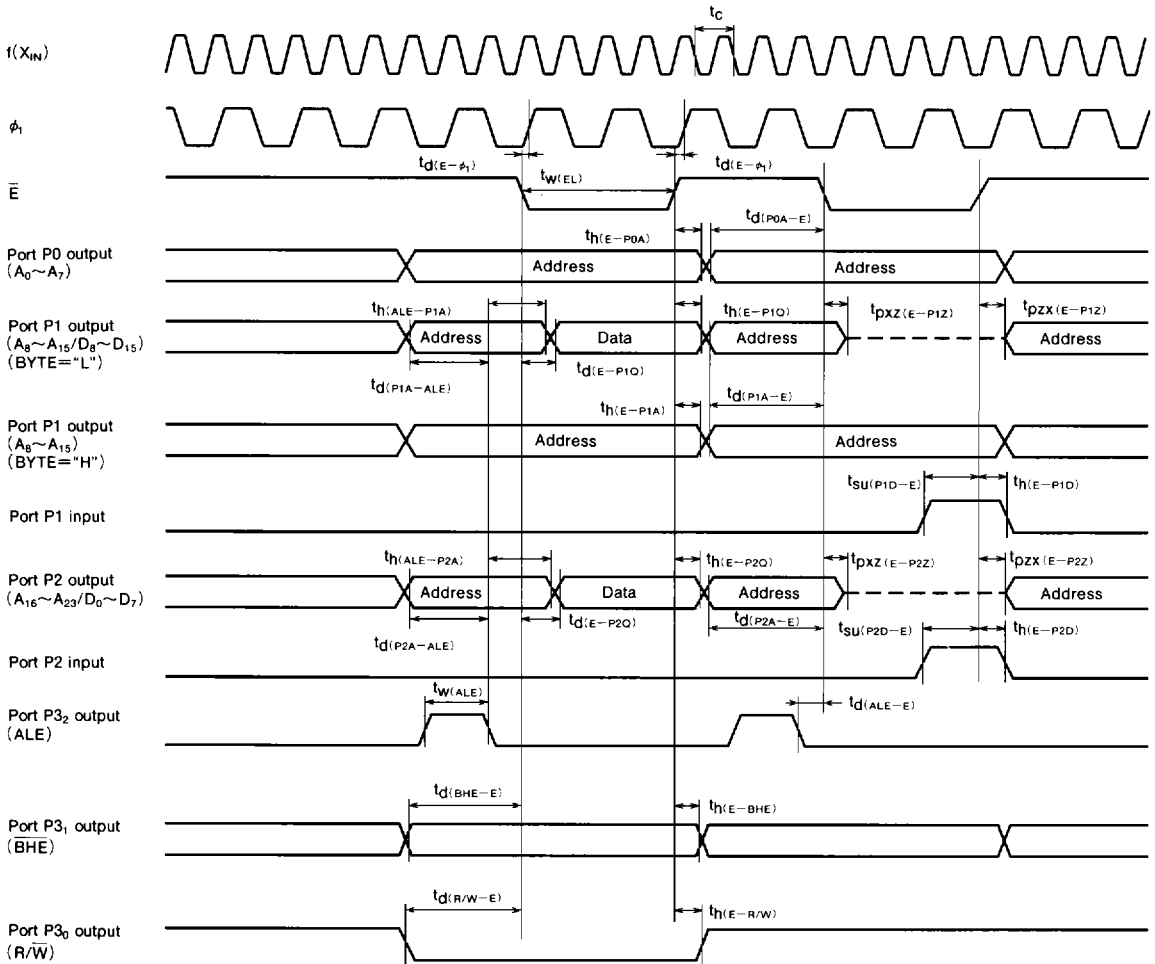 tc
f(XIN)
φ1
td(E−φ1)
tw(EL)
td(E−φ1)
E
td(P0A−E)
th(E−P0A)
Port P0 output
(A0~A7)
Address
Address
th(ALE−P1A)
th(E−P1Q)
tpxz(E−P1Z)
tpzx(E−P1Z)
Port P1 output
(A8~A15/D8~D15)
(BYTE="L")
Address
Data
Address
Address
td(E−P1Q)
td(P1A−ALE)
th(E−P1A)
td(P1A−E)
Port P1 output
(A8~A15)
(BYTE="H")
Address
Address
tsu(P1D−E)
th(E−P1D)
Port P1 input
th(ALE−P2A)
th(E−P2Q)
tpxz(E−P2Z)
tpzx(E−P2Z)
Port P2 output
(A16~A23/D0~D7)
Address
Data
Address
Address
td(E−P2Q)
td(P2A−E)
td(P2A−ALE)
tsu(P2D−E)
th(E−P2D)
Port P2 input
tw(ALE)
td(ALE−E)
Port P32 output
(ALE)
td(BHE−E)
th(E−BHE)
Port P31 output
(BHE)
td(R/W−E)
th(E−R/W)
Port P30 output
(R/W)